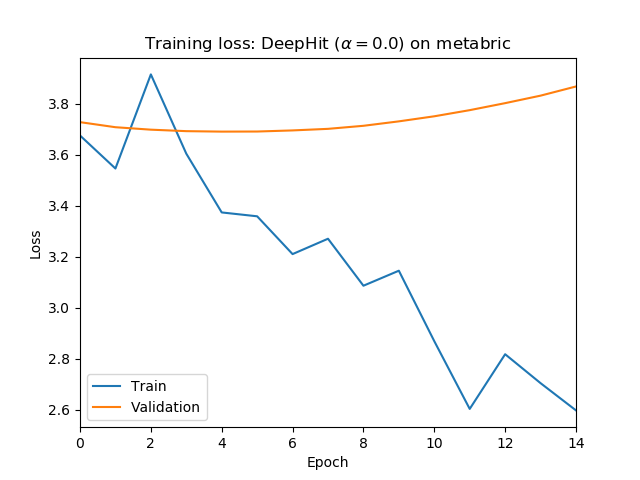 Training loss: DeepHit (α = 0.0) on metabric
Loss
3.8
3.6
3.4
3.2
3.0
2.8
2.6
Train
Validation
0 2 4 6 8 10 12 14
Epoch